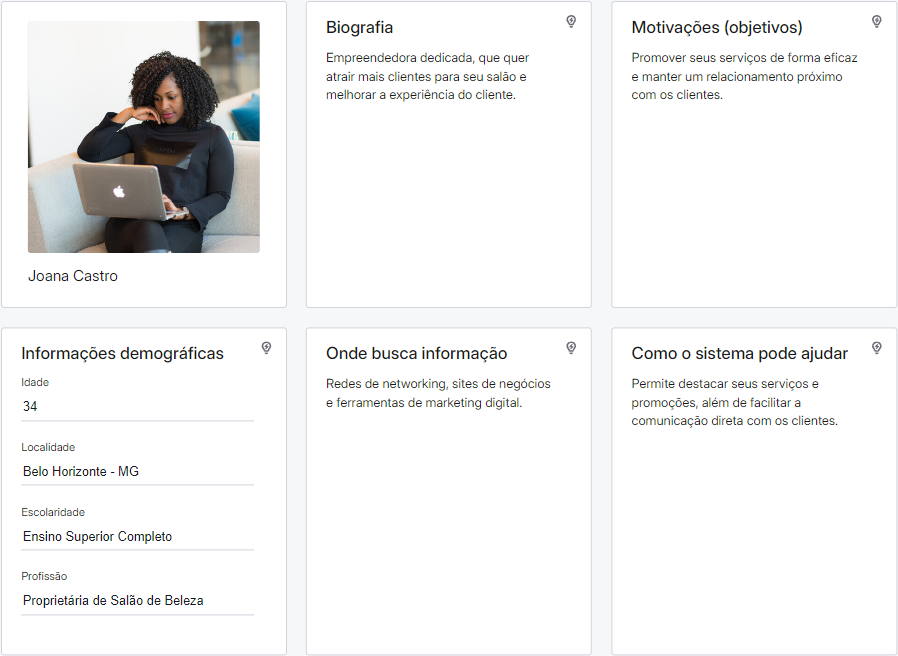 Joana Castro
Biografia
Empreendedora dedicada, que quer
atrair mais clientes para seu salão e
melhorar a experiência do cliente.
Motivações (objetivos)
Promover seus serviços de forma eficaz
e manter um relacionamento próximo
com os clientes.
Informações demográficas
Idade
34
Localidade
Belo Horizonte - MG
Escolaridade
Ensino Superior Completo
Profissão
Proprietária de Salão de Beleza
Onde busca informação
Redes de networking, sites de negócios
e ferramentas de marketing digital.
Como o sistema pode ajudar
Permite destacar seus serviços e
promoções, além de facilitar a
comunicação direta com os clientes.